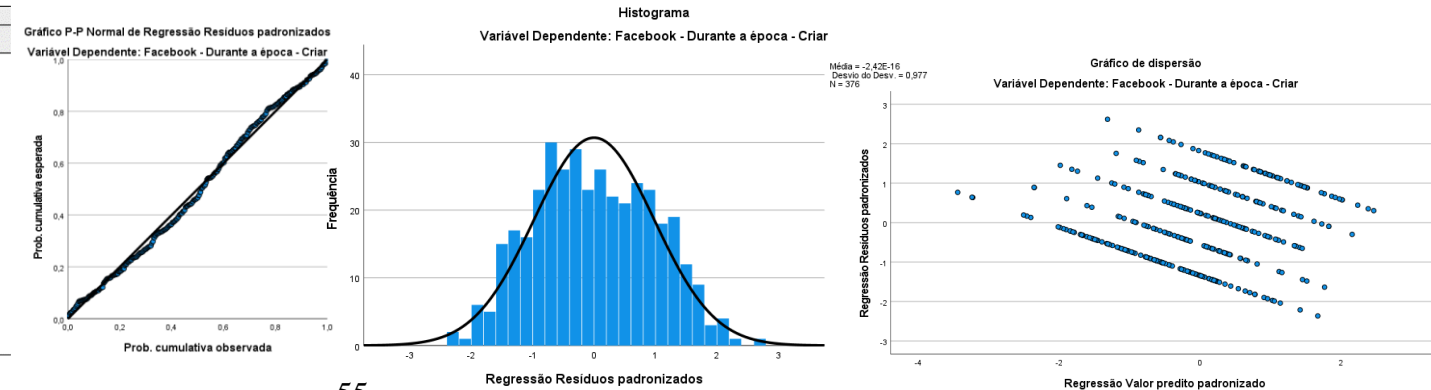 Gráfico P-P Normal de Regressão Resíduos padronizados
Variável Dependente: Facebook - Durante a época - Criar
1,0
0,8
0,6
0,4
0,2
0,0
Prob. cumulativa esperada
0,0
0,2
0,4
0,6
0,8
1,0
Prob. cumulativa observada
Histograma
Variável Dependente: Facebook - Durante a época - Criar
Média = -2,42E-16
Desvio do Desv. = 0,977
N = 376
40
30
20
10
0
Frequência
-3
-2
-1
0
1
2
3
Regressão Resíduos padronizados
Gráfico de dispersão
Variável Dependente: Facebook - Durante a época - Criar
3
2
1
0
-1
-2
-3
Regressão Resíduos padronizados
-4
-2
0
2
Regressão Valor predito padronizado